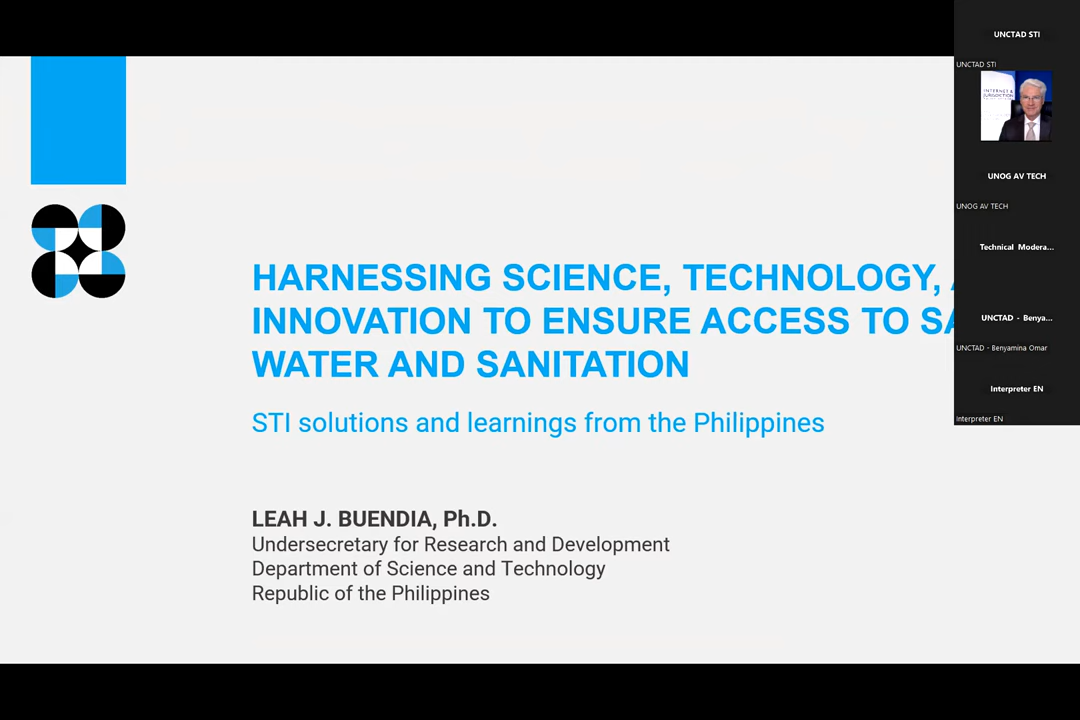 HARNESSING SCIENCE, TECHNOLOGY,
INNOVATION TO ENSURE ACCESS TO
WATER AND SANITATION
STI solutions and learnings from the Philippines
LEAH J. BUENDIA, Ph.D.
Undersecretary for Research and Development
Department of Science and Technology
Republic of the Philippines
UNCTAD STI
UNCTAD STI
INTERNET &
JURISDICTION
UNOG AV TECH
UNOG AV TECH
Technical Modera...
UNCTAD - Benya...
UNCTAD - Benyamina Omar
Interpreter EN
Interpreter EN